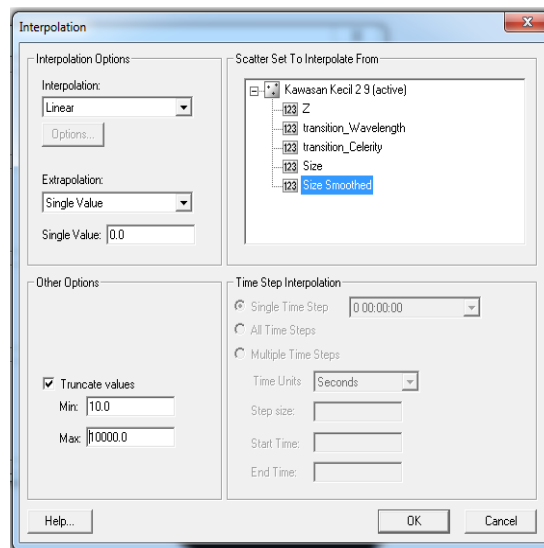 Interpolation
Interpolation Options
Interpolation:
Linear
Options...
Extrapolation:
Single Value
Single Value: 0.0
Scatter Set To Interpolate From
Kawasan Kecil 2 9 (active)
123 Z
123 transition_Wavelength
123 transition_Celerity
123 Size
123 Size Smoothed
Other Options
Truncate values
Min: 10.0
Max: 10000.0
Time Step Interpolation
Single Time Step 0 00:00:00
All Time Steps
Multiple Time Steps
Time Units Seconds
Step size:
Start Time:
End Time:
Help... OK Cancel